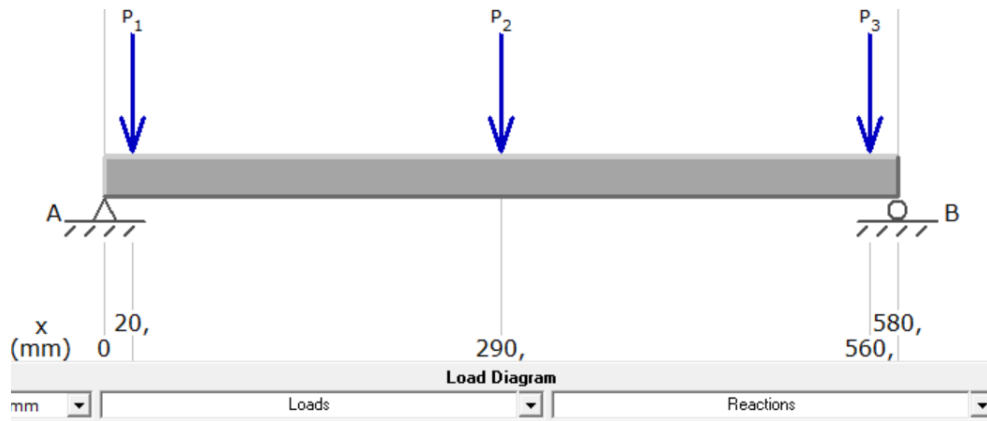 P1 P2 P3
A B
x 20, 580,
(mm) 0 290, 560,
Load Diagram
mm Loads Reactions